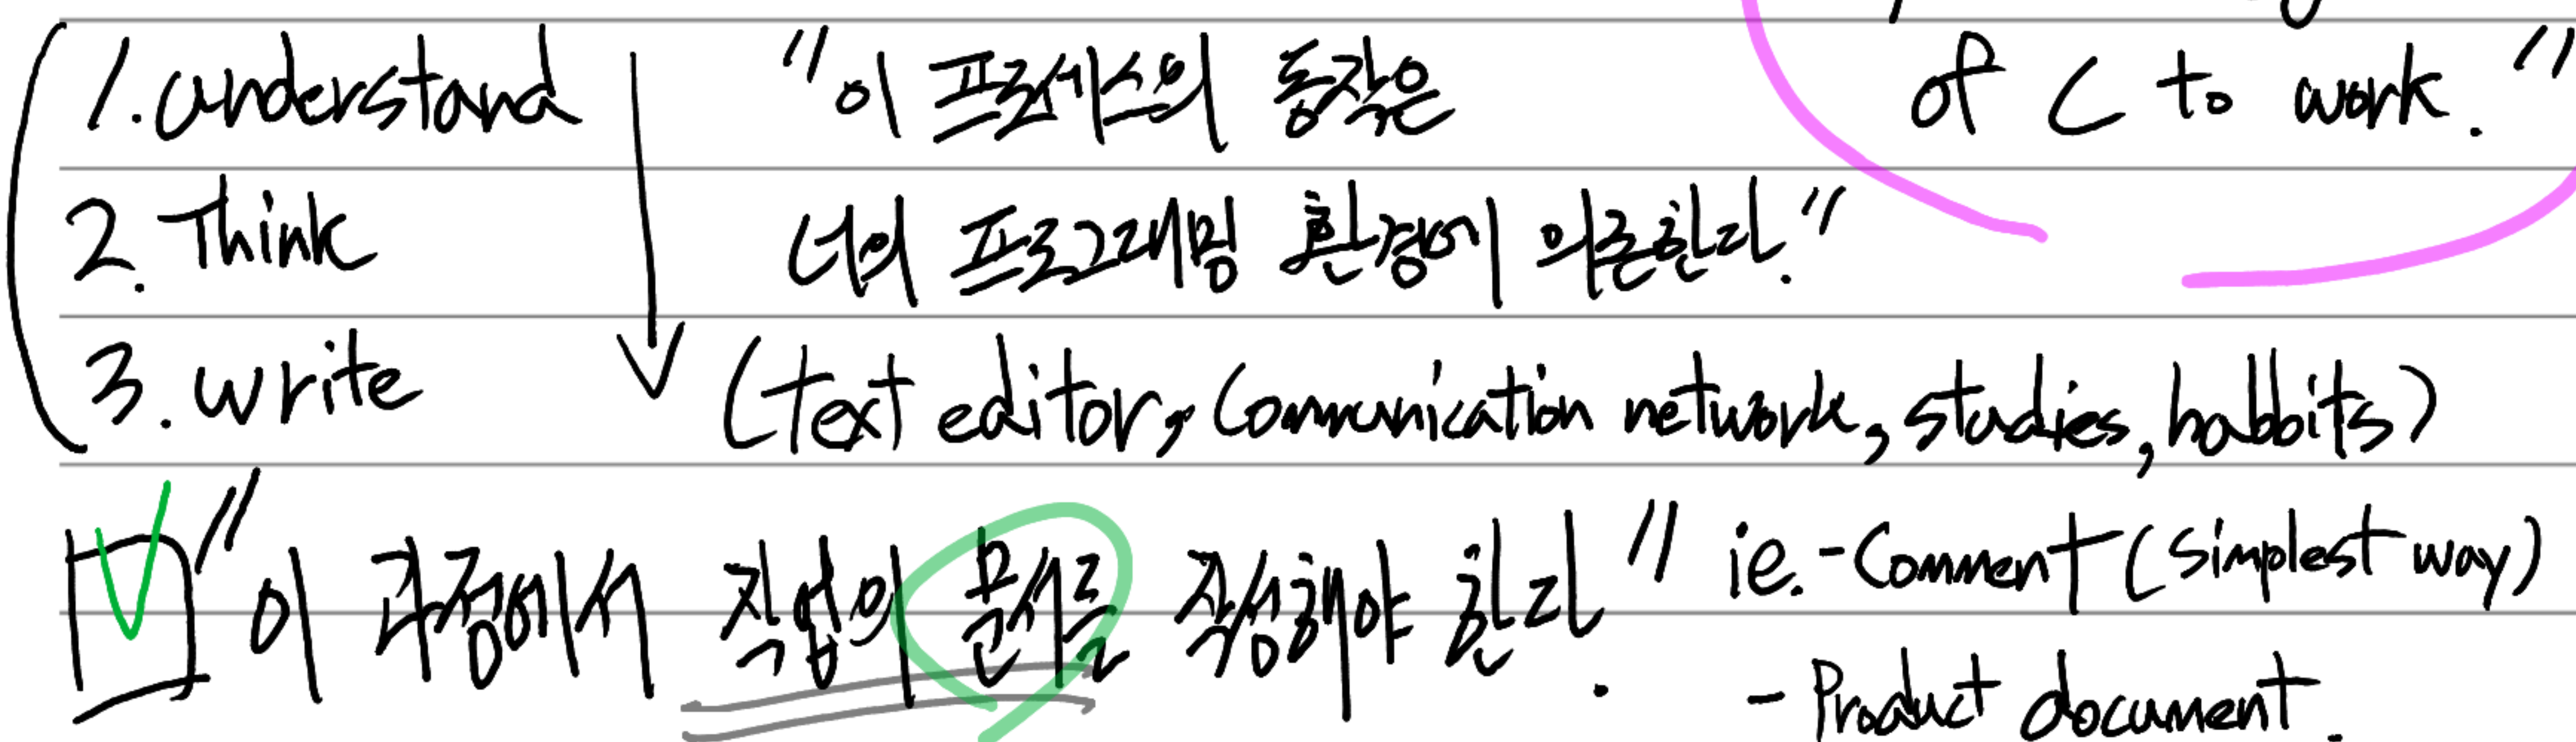 1. understand "이 프로세스의 동작은 of C to work."
2. Think 너의 프로그래밍 환경에 의존한다."
3. write (text editor, Communication network, studies, habbits)
"이 과정에서 작업의 문서를 작성해야 한다." ie. - Comment (simplest way)
- Product document.